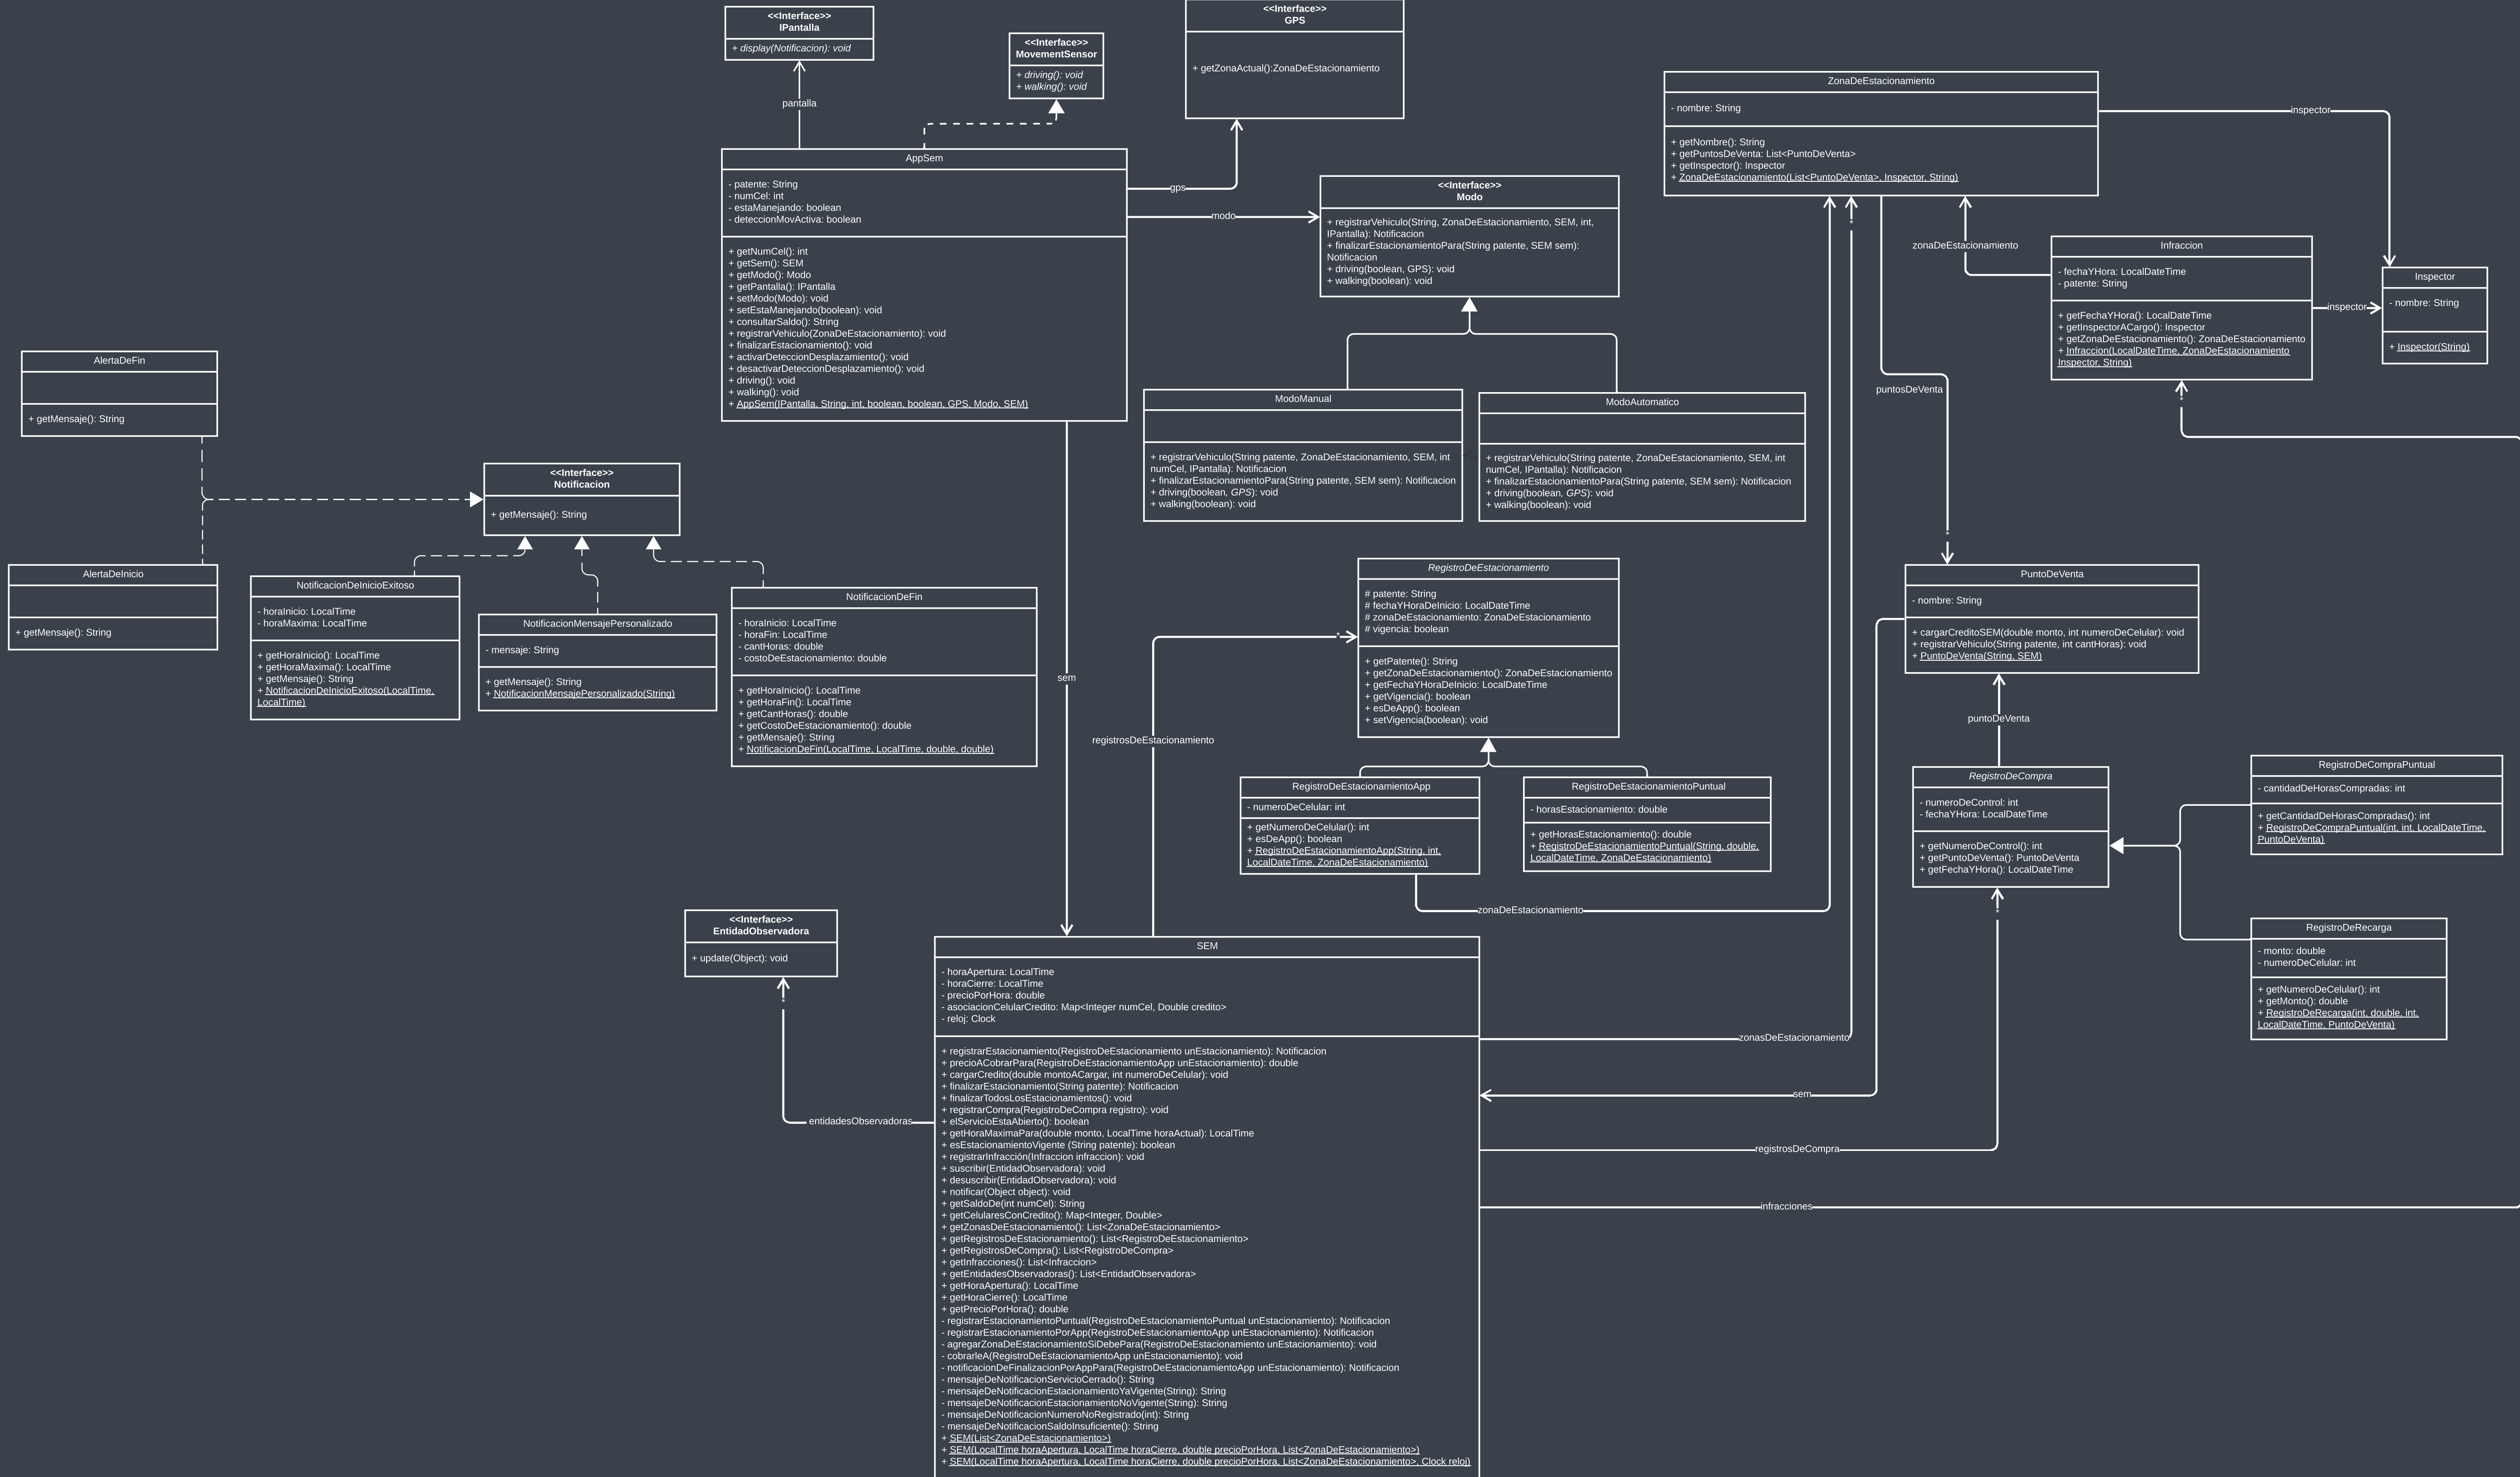 <<Interface>>
IPantalla
+ display(Notificacion): void
<<Interface>>
MovementSensor
+ driving(): void
+ walking(): void
<<Interface>>
GPS
+ getZonaActual():ZonaDeEstacionamiento
pantalla
gps
modo
AppSem
- patente: String
- numCel: int
- estaManejando: boolean
- deteccionMovActiva: boolean
+ getNumCel(): int
+ getSem(): SEM
+ getModo(): Modo
+ getPantalla(): IPantalla
+ setModo(Modo): void
+ setEstaManejando(boolean): void
+ consultarSaldo(): String
+ registrarVehiculo(ZonaDeEstacionamiento): void
+ finalizarEstacionamiento(): void
+ activarDeteccionDesplazamiento(): void
+ desactivarDeteccionDesplazamiento(): void
+ driving(): void
+ walking(): void
+ AppSem(IPantalla, String, int, boolean, boolean, GPS, Modo, SEM)
<<Interface>>
Modo
+ registrarVehiculo(String, ZonaDeEstacionamiento, SEM, int,
IPantalla): Notificacion
+ finalizarEstacionamientoPara(String patente, SEM sem):
Notificacion
+ driving(boolean, GPS): void
+ walking(boolean): void
ModoManual
+ registrarVehiculo(String patente, ZonaDeEstacionamiento, SEM, int
numCel, IPantalla): Notificacion
+ finalizarEstacionamientoPara(String patente, SEM sem): Notificacion
+ driving(boolean, GPS): void
+ walking(boolean): void
ModoAutomatico
+ registrarVehiculo(String patente, ZonaDeEstacionamiento, SEM, int
numCel, IPantalla): Notificacion
+ finalizarEstacionamientoPara(String patente, SEM sem): Notificacion
+ driving(boolean, GPS): void
+ walking(boolean): void
ZonaDeEstacionamiento
- nombre: String
+ getNombre(): String
+ getPuntosDeVenta: List<PuntoDeVenta>
+ getInspector(): Inspector
+ ZonaDeEstacionamiento(List<PuntoDeVenta>, Inspector, String)
inspector
*
zonaDeEstacionamiento
Infraccion
- fechaYHora: LocalDateTime
- patente: String
+ getFechaYHora(): LocalDateTime
+ getInspectorACargo(): Inspector
+ getZonaDeEstacionamiento(): ZonaDeEstacionamiento
+ Infraccion(LocalDateTime, ZonaDeEstacionamiento
Inspector, String)
inspector
Inspector
- nombre: String
+ Inspector(String)
*
puntosDeVenta
*
AlertaDeFin
+ getMensaje(): String
<<Interface>>
Notificacion
+ getMensaje(): String
AlertaDeInicio
+ getMensaje(): String
NotificacionDeInicioExitoso
- horaInicio: LocalTime
- horaMaxima: LocalTime
+ getHoraInicio(): LocalTime
+ getHoraMaxima(): LocalTime
+ getMensaje(): String
+ NotificacionDeInicioExitoso(LocalTime,
LocalTime)
NotificacionMensajePersonalizado
- mensaje: String
+ getMensaje(): String
+ NotificacionMensajePersonalizado(String)
NotificacionDeFin
- horaInicio: LocalTime
- horaFin: LocalTime
- cantHoras: double
- costoDeEstacionamiento: double
+ getHoraInicio(): LocalTime
+ getHoraFin(): LocalTime
+ getCantHoras(): double
+ getCostoDeEstacionamiento(): double
+ getMensaje(): String
+ NotificacionDeFin(LocalTime, LocalTime, double, double)
sem
registrosDeEstacionamiento
*
RegistroDeEstacionamiento
# patente: String
# fechaYHoraDeInicio: LocalDateTime
# zonaDeEstacionamiento: ZonaDeEstacionamiento
# vigencia: boolean
+ getPatente(): String
+ getZonaDeEstacionamiento(): ZonaDeEstacionamiento
+ getFechaYHoraDeInicio: LocalDateTime
+ getVigencia(): boolean
+ esDeApp(): boolean
+ setVigencia(boolean): void
RegistroDeEstacionamientoApp
- numeroDeCelular: int
+ getNumeroDeCelular(): int
+ esDeApp(): boolean
+ RegistroDeEstacionamientoApp(String, int,
LocalDateTime, ZonaDeEstacionamiento)
RegistroDeEstacionamientoPuntual
- horasEstacionamiento: double
+ getHorasEstacionamiento(): double
+ RegistroDeEstacionamientoPuntual(String, double,
LocalDateTime, ZonaDeEstacionamiento)
zonaDeEstacionamiento
PuntoDeVenta
- nombre: String
+ cargarCreditoSEM(double monto, int numeroDeCelular): void
+ registrarVehiculo(String patente, int cantHoras): void
+ PuntoDeVenta(String, SEM)
puntoDeVenta
RegistroDeCompra
- numeroDeControl: int
- fechaYHora: LocalDateTime
+ getNumeroDeControl(): int
+ getPuntoDeVenta(): PuntoDeVenta
+ getFechaYHora(): LocalDateTime
*
RegistroDeCompraPuntual
- cantidadDeHorasCompradas: int
+ getCantidadDeHorasCompradas(): int
+ RegistroDeCompraPuntual(int, int, LocalDateTime,
PuntoDeVenta)
RegistroDeRecarga
- monto: double
- numeroDeCelular: int
+ getNumeroDeCelular(): int
+ getMonto(): double
+ RegistroDeRecarga(int, double, int,
LocalDateTime, PuntoDeVenta)
<<Interface>>
EntidadObservadora
+ update(Object): void
*
entidadesObservadoras
SEM
- horaApertura: LocalTime
- horaCierre: LocalTime
- precioPorHora: double
- asociacionCelularCredito: Map<Integer numCel, Double credito>
- reloj: Clock
+ registrarEstacionamiento(RegistroDeEstacionamiento unEstacionamiento): Notificacion
+ precioACobrarPara(RegistroDeEstacionamientoApp unEstacionamiento): double
+ cargarCredito(double montoACargar, int numeroDeCelular): void
+ finalizarEstacionamiento(String patente): Notificacion
+ finalizarTodosLosEstacionamientos(): void
+ registrarCompra(RegistroDeCompra registro): void
+ elServicioEstaAbierto(): boolean
+ getHoraMaximaPara(double monto, LocalTime horaActual): LocalTime
+ esEstacionamientoVigente (String patente): boolean
+ registrarInfracción(Infraccion infraccion): void
+ suscribir(EntidadObservadora): void
+ desuscribir(EntidadObservadora): void
+ notificar(Object object): void
+ getSaldoDe(int numCel): String
+ getCelularesConCredito(): Map<Integer, Double>
+ getZonasDeEstacionamiento(): List<ZonaDeEstacionamiento>
+ getRegistrosDeEstacionamiento(): List<RegistroDeEstacionamiento>
+ getRegistrosDeCompra(): List<RegistroDeCompra>
+ getInfracciones(): List<Infraccion>
+ getEntidadesObservadoras(): List<EntidadObservadora>
+ getHoraApertura(): LocalTime
+ getHoraCierre(): LocalTime
+ getPrecioPorHora(): double
- registrarEstacionamientoPuntual(RegistroDeEstacionamientoPuntual unEstacionamiento): Notificacion
- registrarEstacionamientoPorApp(RegistroDeEstacionamientoApp unEstacionamiento): Notificacion
- agregarZonaDeEstacionamientoSiDebePara(RegistroDeEstacionamiento unEstacionamiento): void
- cobrarleA(RegistroDeEstacionamientoApp unEstacionamiento): void
- notificacionDeFinalizacionPorAppPara(RegistroDeEstacionamientoApp unEstacionamiento): Notificacion
- mensajeDeNotificacionServicioCerrado(): String
- mensajeDeNotificacionEstacionamientoYaVigente(String): String
- mensajeDeNotificacionEstacionamientoNoVigente(String): String
- mensajeDeNotificacionNumeroNoRegistrado(int): String
- mensajeDeNotificacionSaldoInsuficiente(): String
+ SEM(List<ZonaDeEstacionamiento>)
+ SEM(LocalTime horaApertura, LocalTime horaCierre, double precioPorHora, List<ZonaDeEstacionamiento>)
+ SEM(LocalTime horaApertura, LocalTime horaCierre, double precioPorHora, List<ZonaDeEstacionamiento>, Clock reloj)
zonasDeEstacionamiento
sem
registrosDeCompra
infracciones